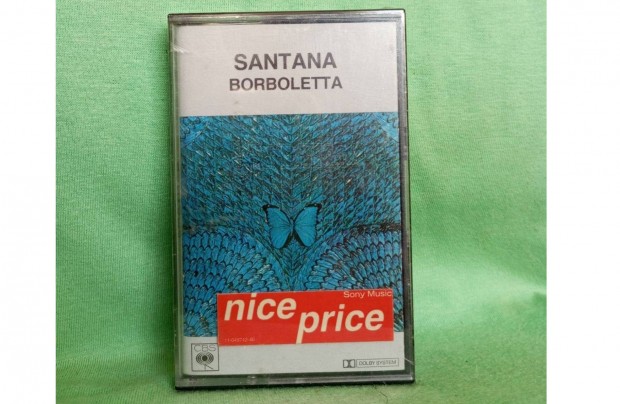 SANTANA
BORBOLETTA
Sony Music
nice
price
CBS
DOLBY SYSTEM